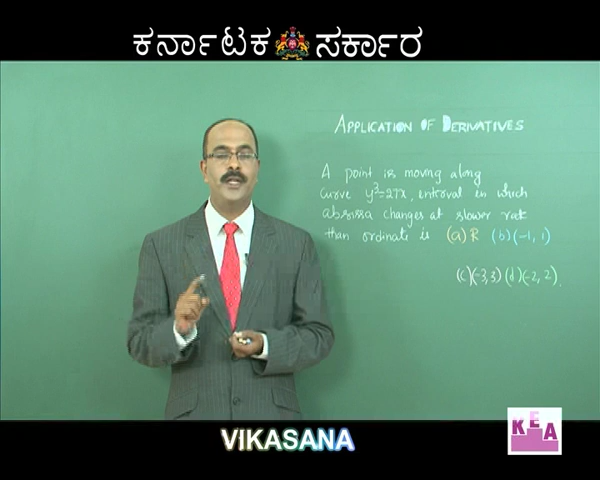 ಕರ್ನಾಟಕ ಸರ್ಕಾರ
APPLICATION OF DERIVATIVES
A point is moving along
curve y³=27x, interval in which
absissa changes at slower rate
than ordinate is (a) R (b) (-1, 1)
(c) (-3, 3) (d) (-2, 2).
KEA
VIKASANA